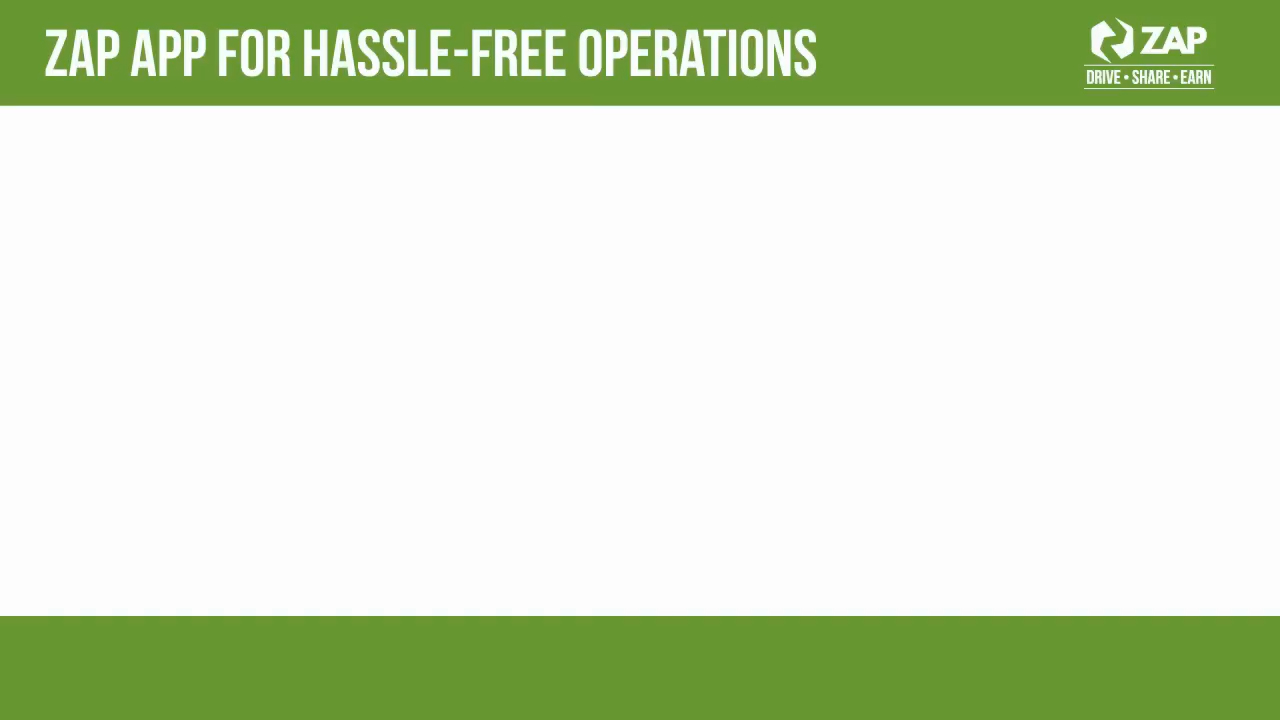 ZAP APP FOR HASSLE-FREE OPERATIONS
ZAP
DRIVE • SHARE • EARN